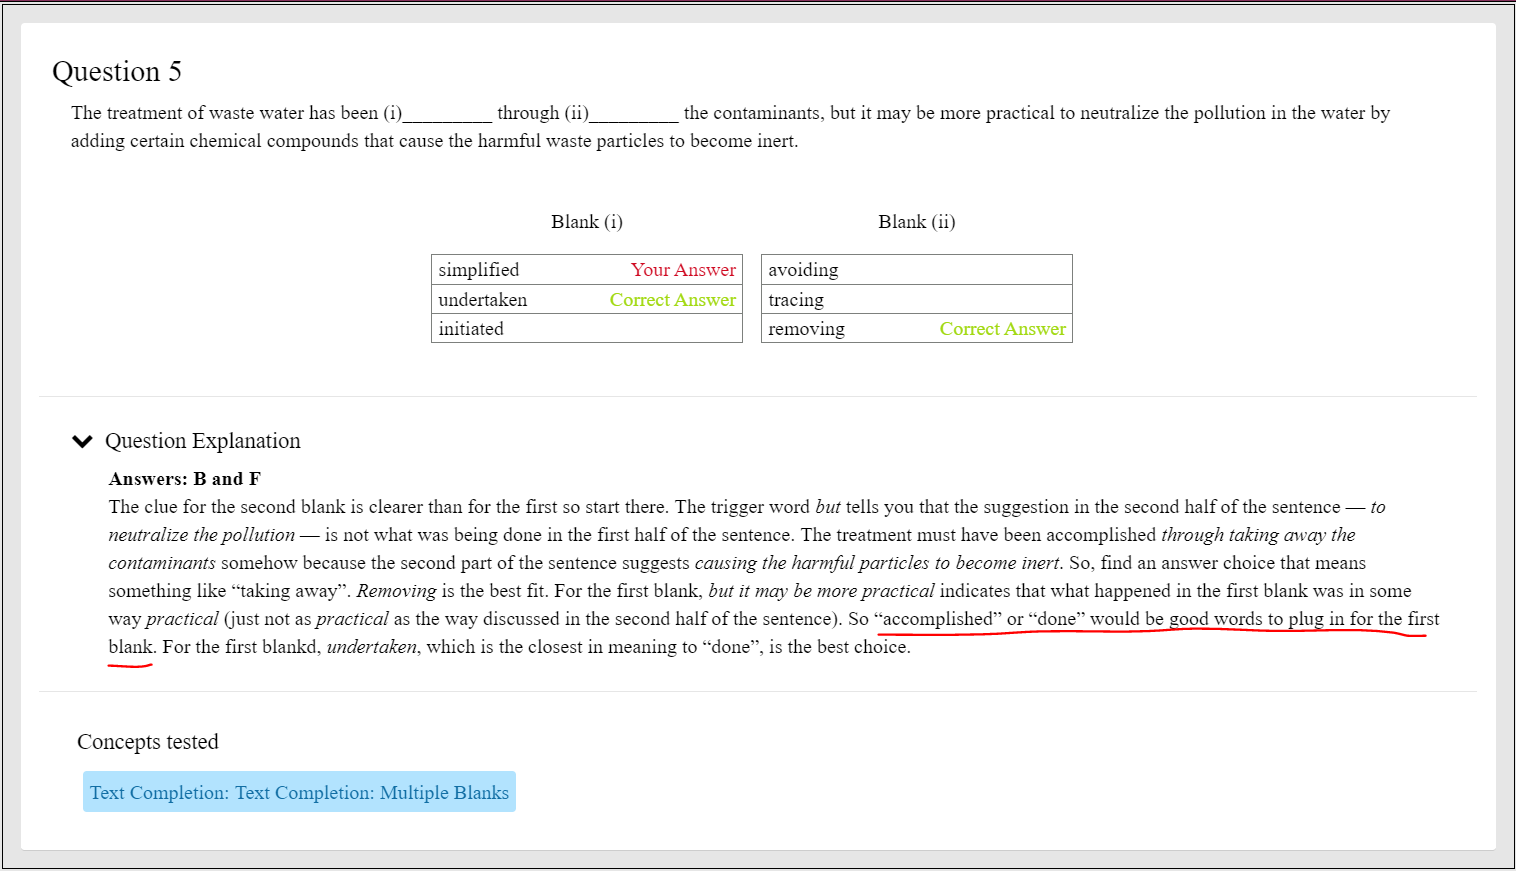 Question 5
The treatment of waste water has been (i)_________ through (ii)_________ the contaminants, but it may be more practical to neutralize the pollution in the water by
adding certain chemical compounds that cause the harmful waste particles to become inert.
Blank (i) Blank (ii)
simplified Your Answer avoiding
undertaken Correct Answer tracing
initiated removing Correct Answer
Question Explanation
Answers: B and F
The clue for the second blank is clearer than for the first so start there. The trigger word but tells you that the suggestion in the second half of the sentence — to
neutralize the pollution — is not what was being done in the first half of the sentence. The treatment must have been accomplished through taking away the
contaminants somehow because the second part of the sentence suggests causing the harmful particles to become inert. So, find an answer choice that means
something like “taking away”. Removing is the best fit. For the first blank, but it may be more practical indicates that what happened in the first blank was in some
way practical (just not as practical as the way discussed in the second half of the sentence). So “accomplished” or “done” would be good words to plug in for the first
blank. For the first blankd, undertaken, which is the closest in meaning to “done”, is the best choice.
Concepts tested
Text Completion: Text Completion: Multiple Blanks